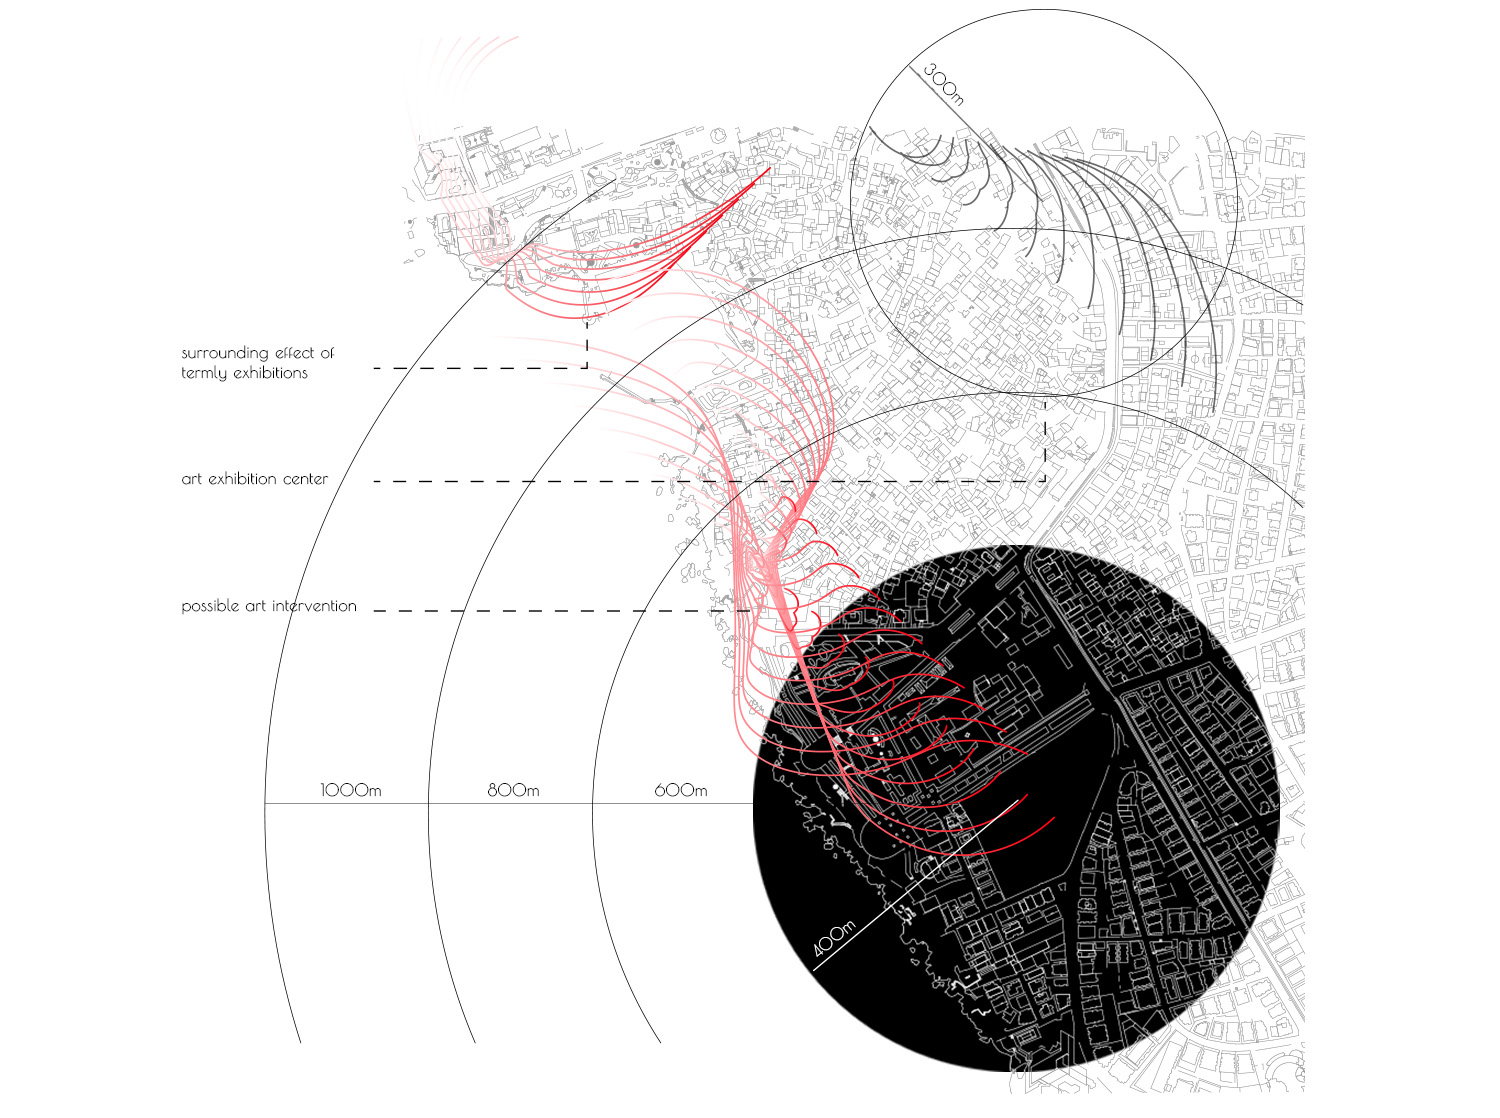 300m
surrounding effect of
termly exhibitions
art exhibition center
possible art intervention
1000m
800m
600m
400m